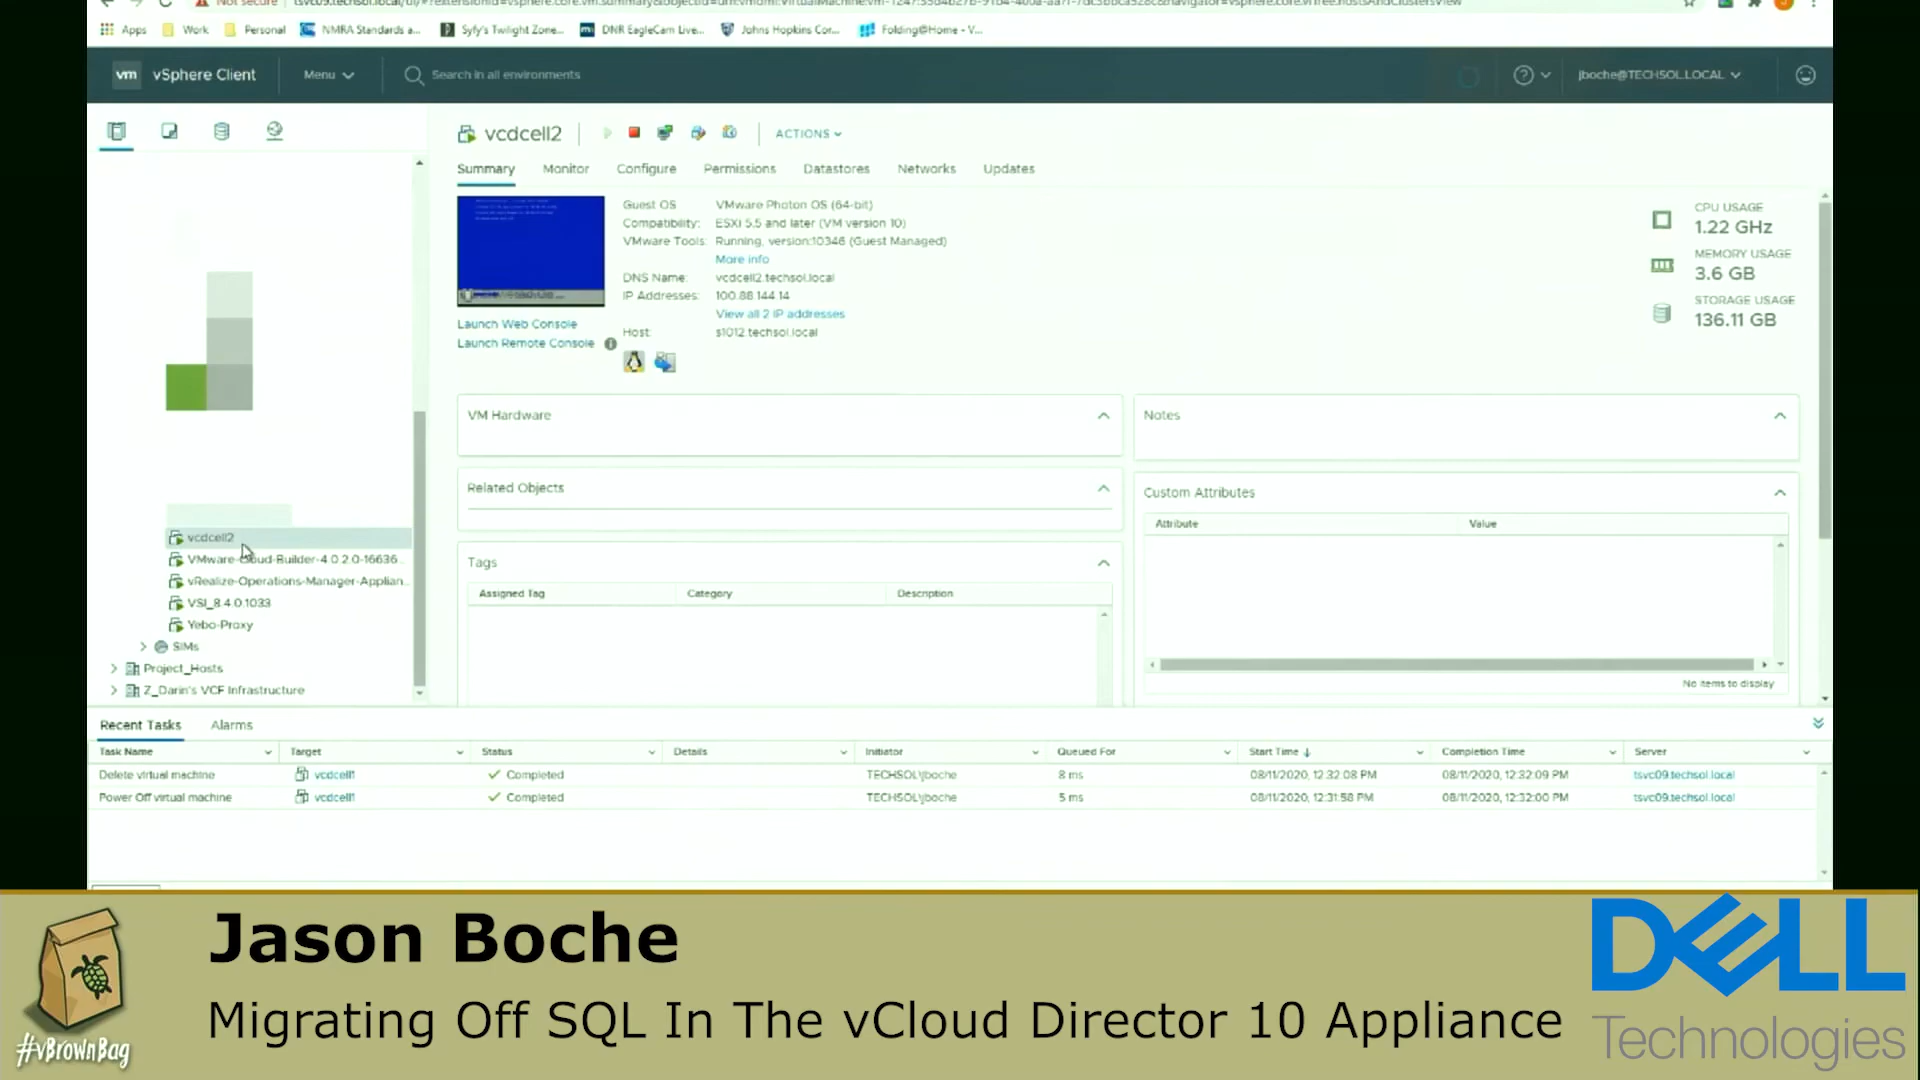 Not secure
Apps
Work
Personal
NMRA Standards a...
Syfy's Twilight Zone...
DNR EagleCam Live...
Johns Hopkins Cor...
Folding@Home - V...
vm vSphere Client
Menu
Search in all environments
jboche@TECHSOL.LOCAL
vcdcell2
ACTIONS
Summary
Monitor
Configure
Permissions
Datastores
Networks
Updates
Guest OS VMware Photon OS (64-bit)
Compatibility: ESXi 5.5 and later (VM version 10)
VMware Tools: Running, version:10346 (Guest Managed)
More info
DNS Name: vcdcell2.techsol.local
IP Addresses: 100.88.144.14
View all 2 IP addresses
Host: s1012.techsol.local
Launch Web Console
Launch Remote Console
CPU USAGE
1.22 GHz
MEMORY USAGE
3.6 GB
STORAGE USAGE
136.11 GB
VM Hardware
Related Objects
Tags
Assigned Tag Category Description
Notes
Custom Attributes
Attribute Value
No items to display
vcdcell2
VMware-Cloud-Builder-4.0.2.0-16636...
vRealize-Operations-Manager-Applian...
VSI_8.4.0.1033
Yebo-Proxy
SIMs
Project_Hosts
Z_Darin's VCF Infrastructure
Recent Tasks
Alarms
Task Name Target Status Details Initiator Queued For Start Time Completion Time Server
Delete virtual machine vcdcell1 Completed TECHSOL\jboche 8 ms 08/11/2020, 12:32:08 PM 08/11/2020, 12:32:09 PM tsvc09.techsol.local
Power Off virtual machine vcdcell1 Completed TECHSOL\jboche 5 ms 08/11/2020, 12:31:58 PM 08/11/2020, 12:32:00 PM tsvc09.techsol.local
Jason Boche
Migrating Off SQL In The vCloud Director 10 Appliance
#vBrownBag
DELL
Technologies